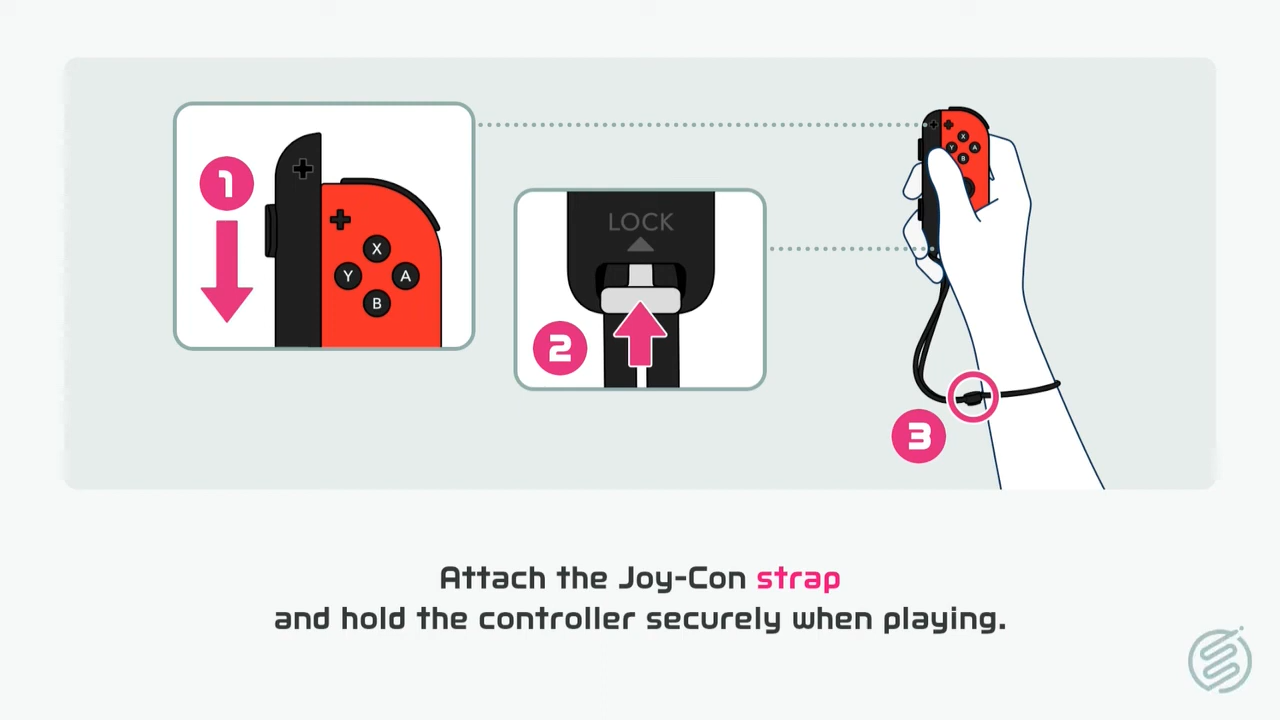 1
X
Y
A
B
LOCK
2
X
Y
A
B
3
Attach the Joy-Con strap
and hold the controller securely when playing.